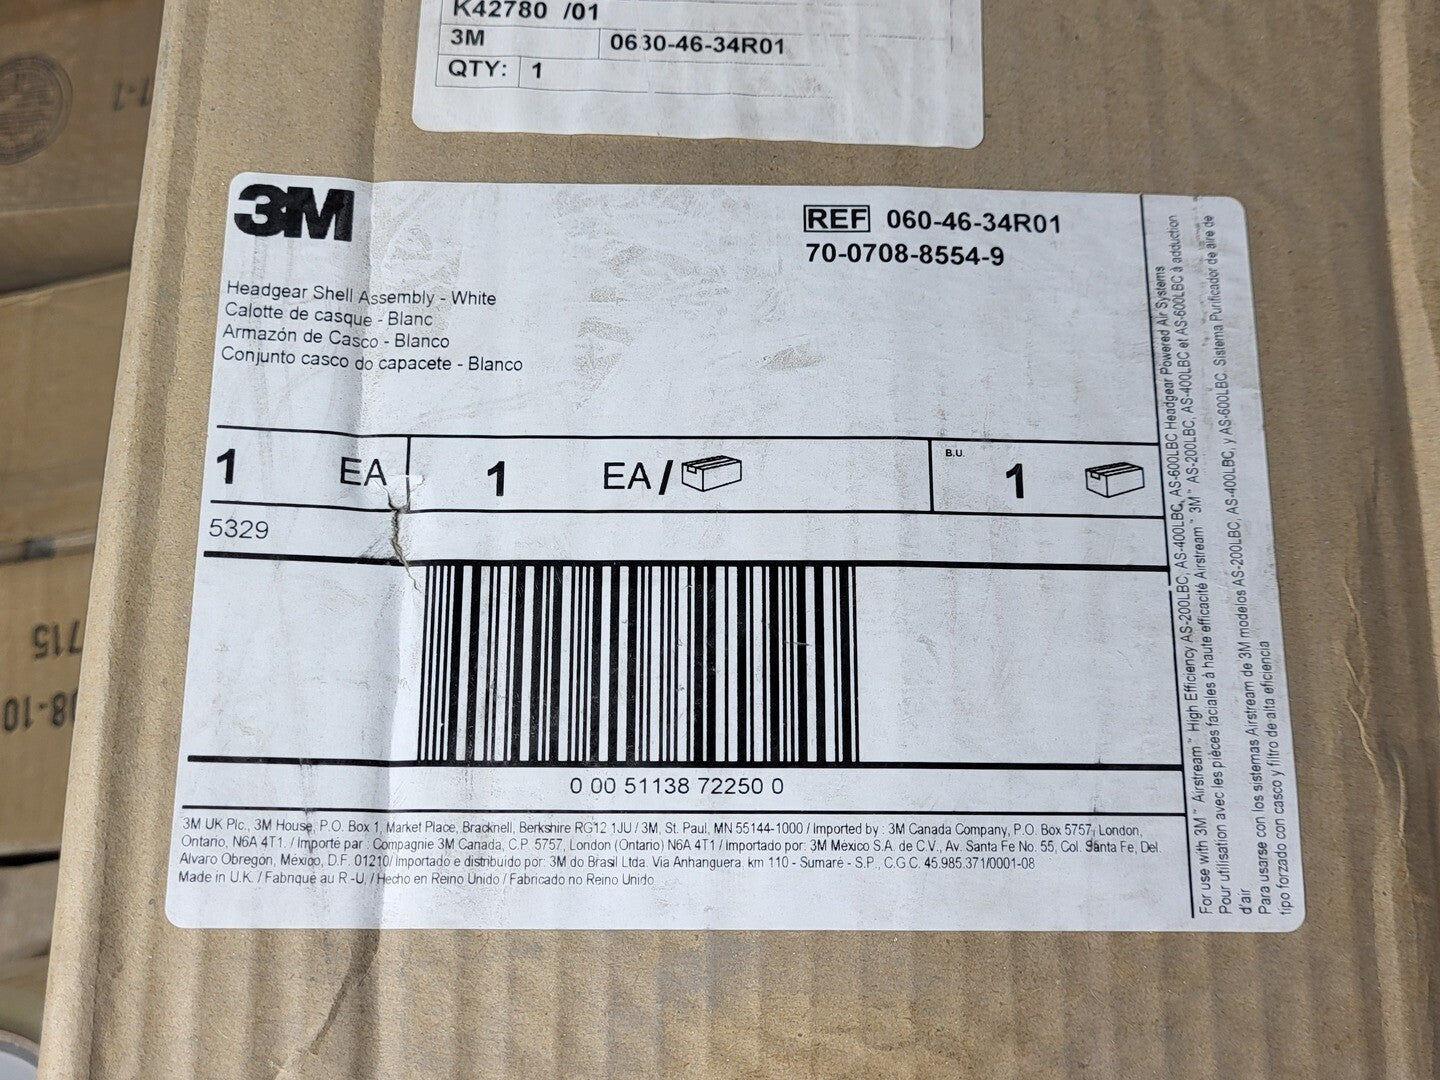 K42780 /01
3M 0630-46-34R01
QTY: 1
3M
REF 060-46-34R01
70-0708-8554-9
Headgear Shell Assembly - White
Calotte de casque - Blanc
Armazón de Casco - Blanco
Conjunto casco do capacete - Blanco
1 EA 1 EA/ B.U. 1
5329
0 00 51138 72250 0
3M UK Plc., 3M House, P.O. Box 1, Market Place, Bracknell, Berkshire RG12 1JU / 3M, St. Paul, MN 55144-1000 / Imported by : 3M Canada Company, P.O. Box 5757, London,
Ontario, N6A 4T1. / Importé par : Compagnie 3M Canada, C.P. 5757, London (Ontario) N6A 4T1 / importado por: 3M México S.A. de C.V., Av. Santa Fe No. 55, Col. Santa Fe, Del.
Alvaro Obregon, México, D.F. 01210/ Importado e distribuido por: 3M do Brasil Ltda. Via Anhanguera, km 110 - Sumaré - S.P., C.G.C. 45.985.371/0001-08
Made in U.K. / Fabriqué au R.-U. / Hecho en Reino Unido / Fabricado no Reino Unido
For use with 3M™ Airstream™ High Efficiency AS-200LBC, AS-400LBC, AS-600LBC Headgear Powered Air Systems
Pour utilisation avec les pièces faciales à haute efficacité Airstream™ 3M™ AS-200LBC, AS-400LBC et AS-600LBC à adduction
d'air
Para usarse con los sistemas Airstream de 3M modelos AS-200LBC, AS-400LBC, y AS-600LBC. Sistema Purificador de aire de
tipo forzado con casco y filtro de alta eficiencia
1-1
715
08-10